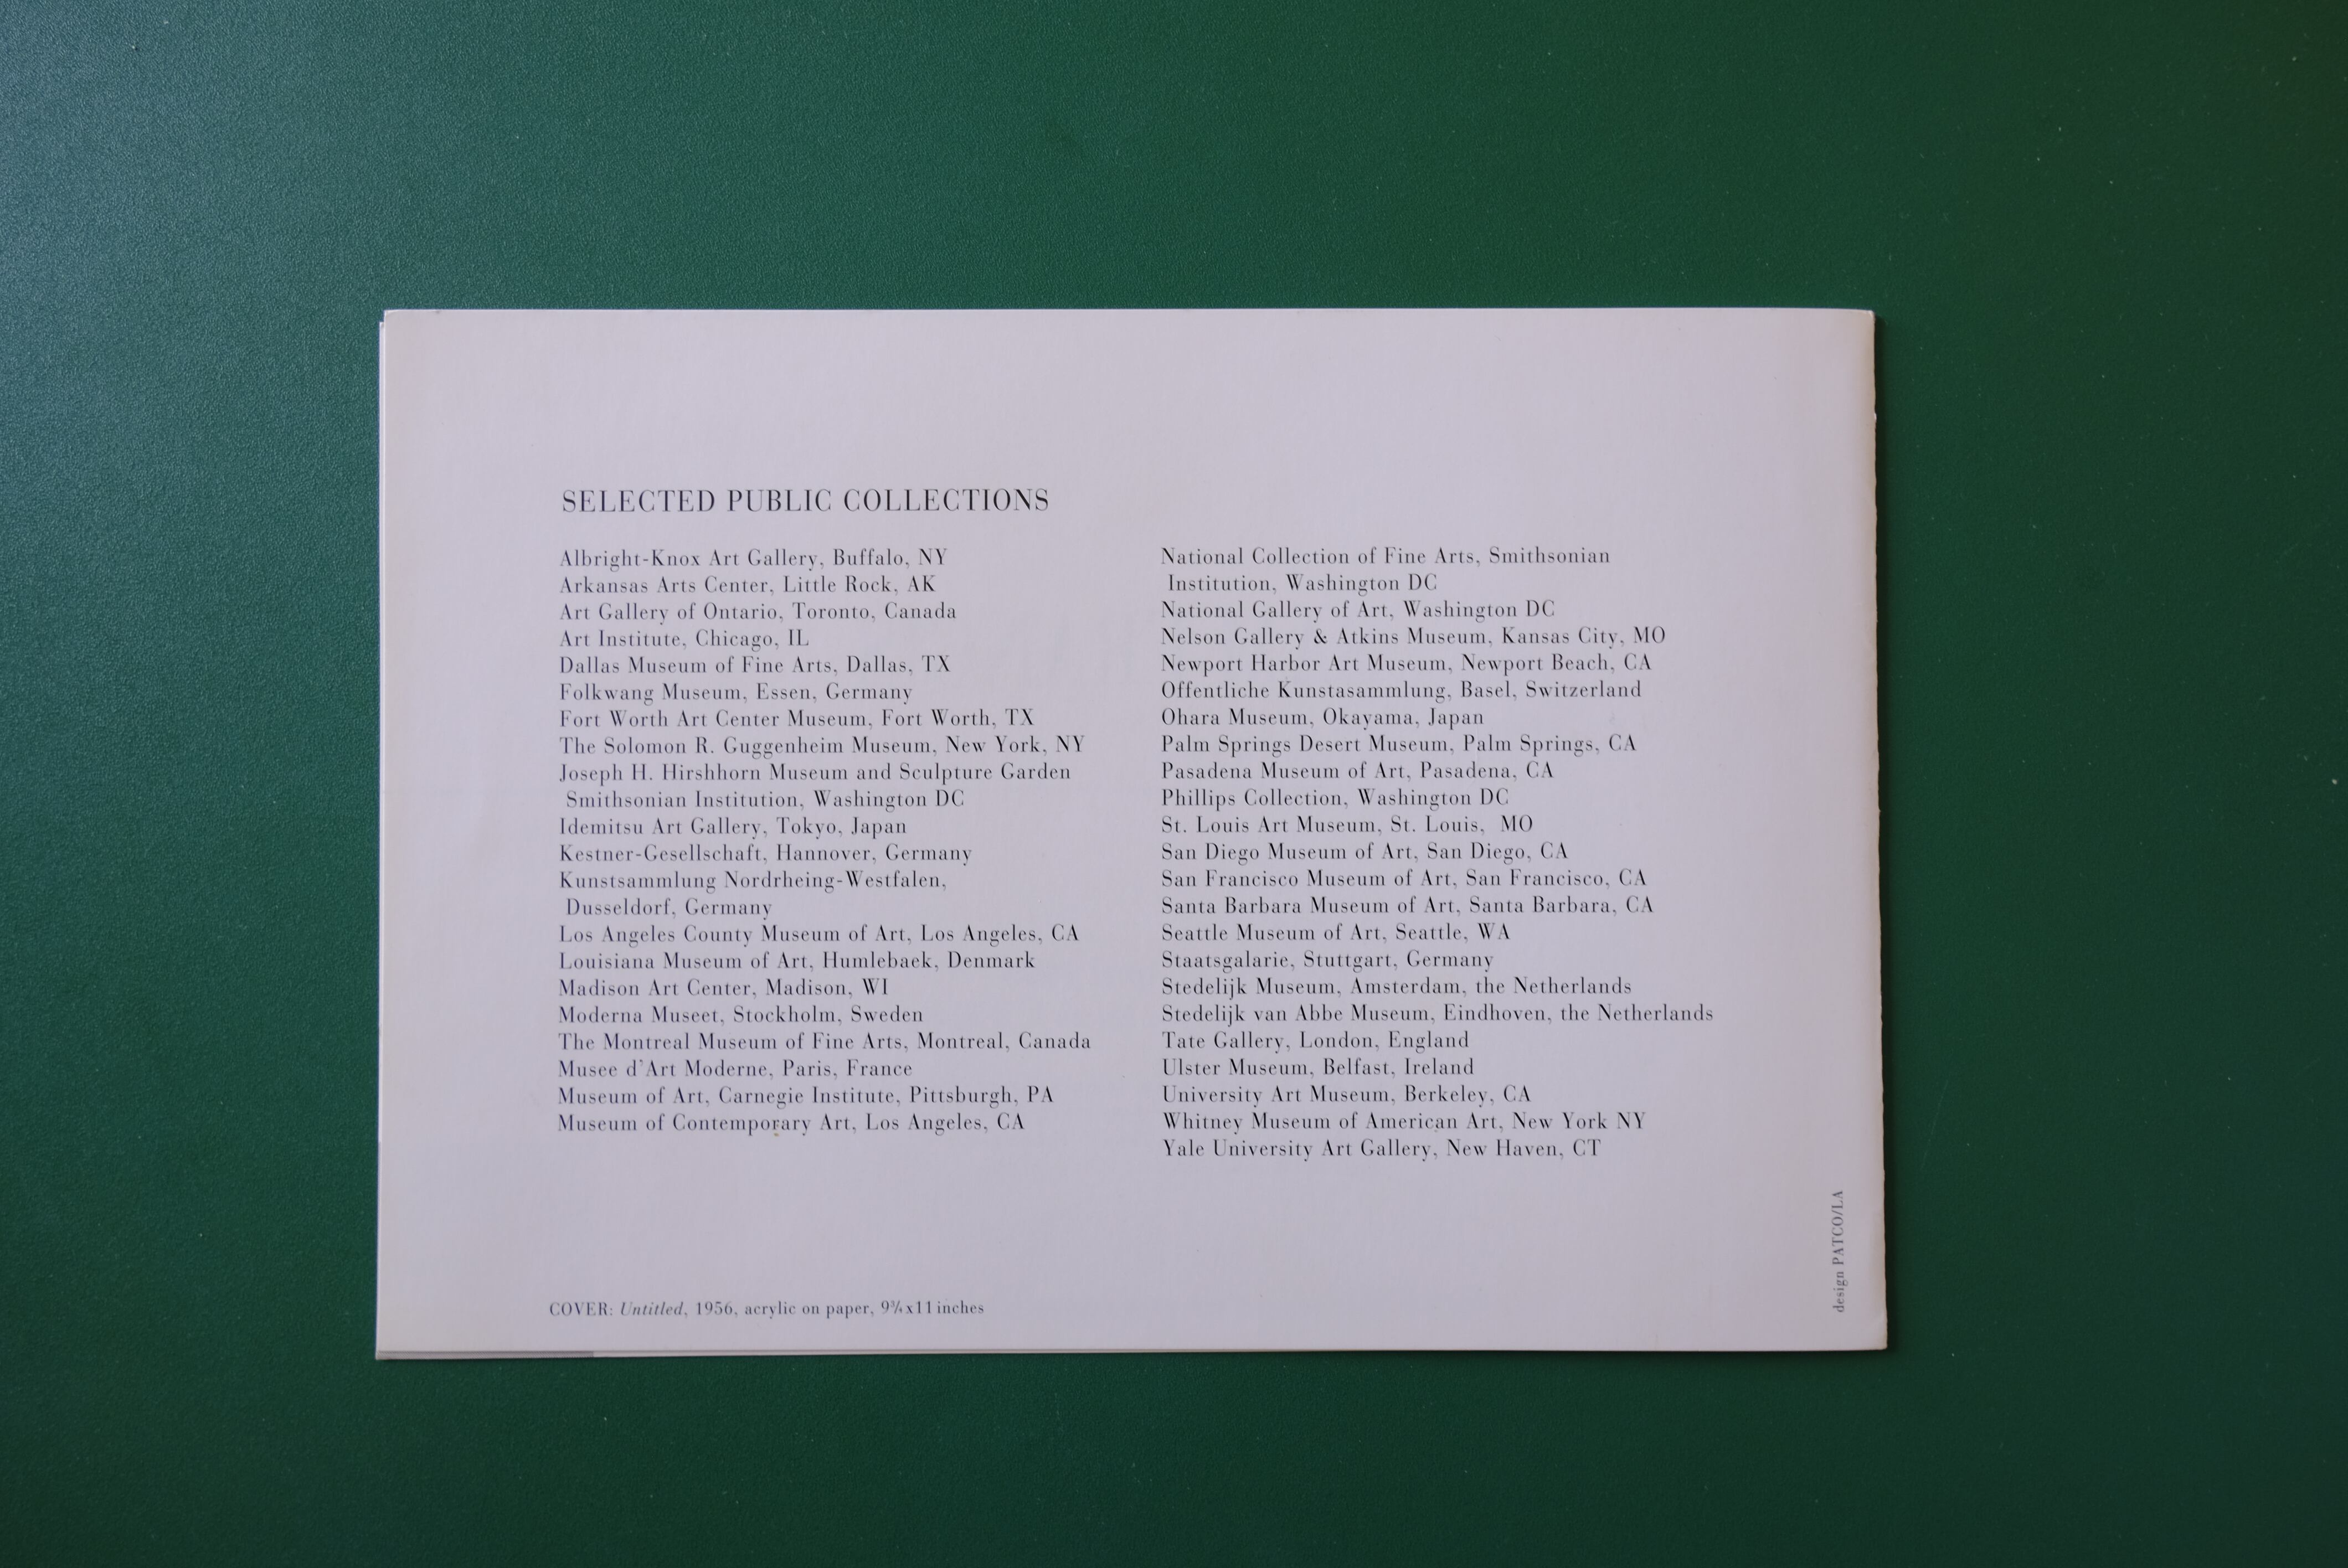 SELECTED PUBLIC COLLECTIONS
Albright-Knox Art Gallery, Buffalo, NY
Arkansas Arts Center, Little Rock, AK
Art Gallery of Ontario, Toronto, Canada
Art Institute, Chicago, IL
Dallas Museum of Fine Arts, Dallas, TX
Folkwang Museum, Essen, Germany
Fort Worth Art Center Museum, Fort Worth, TX
The Solomon R. Guggenheim Museum, New York, NY
Joseph H. Hirshhorn Museum and Sculpture Garden
Smithsonian Institution, Washington DC
Idemitsu Art Gallery, Tokyo, Japan
Kestner-Gesellschaft, Hannover, Germany
Kunstsammlung Nordrheing-Westfalen,
Dusseldorf, Germany
Los Angeles County Museum of Art, Los Angeles, CA
Louisiana Museum of Art, Humlebaek, Denmark
Madison Art Center, Madison, WI
Moderna Museet, Stockholm, Sweden
The Montreal Museum of Fine Arts, Montreal, Canada
Musee d'Art Moderne, Paris, France
Museum of Art, Carnegie Institute, Pittsburgh, PA
Museum of Contemporary Art, Los Angeles, CA
National Collection of Fine Arts, Smithsonian
Institution, Washington DC
National Gallery of Art, Washington DC
Nelson Gallery & Atkins Museum, Kansas City, MO
Newport Harbor Art Museum, Newport Beach, CA
Offentliche Kunstasammlung, Basel, Switzerland
Ohara Museum, Okayama, Japan
Palm Springs Desert Museum, Palm Springs, CA
Pasadena Museum of Art, Pasadena, CA
Phillips Collection, Washington DC
St. Louis Art Museum, St. Louis, MO
San Diego Museum of Art, San Diego, CA
San Francisco Museum of Art, San Francisco, CA
Santa Barbara Museum of Art, Santa Barbara, CA
Seattle Museum of Art, Seattle, WA
Staatsgalarie, Stuttgart, Germany
Stedelijk Museum, Amsterdam, the Netherlands
Stedelijk van Abbe Museum, Eindhoven, the Netherlands
Tate Gallery, London, England
Ulster Museum, Belfast, Ireland
University Art Museum, Berkeley, CA
Whitney Museum of American Art, New York NY
Yale University Art Gallery, New Haven, CT
COVER: Untitled, 1956, acrylic on paper, 9¾ x 11 inches
design PATCO/LA